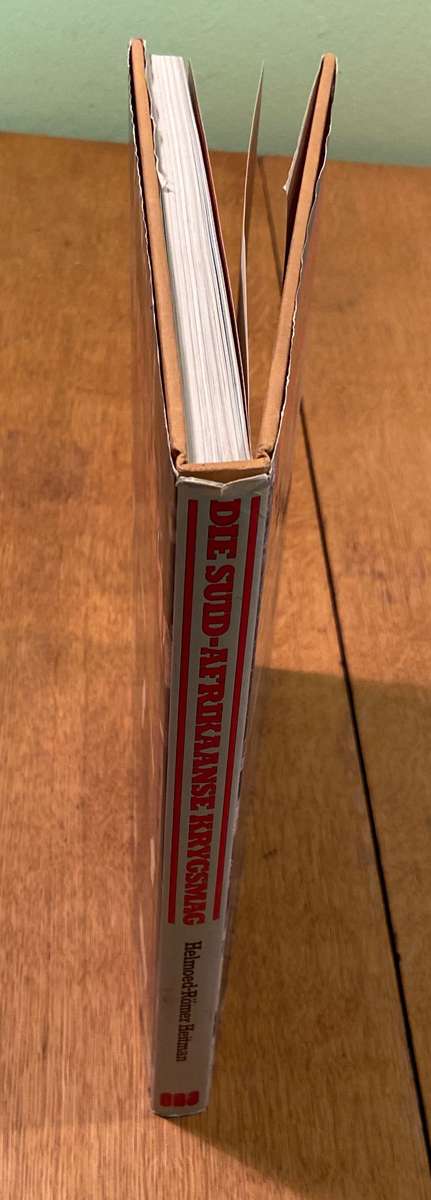 DIE SUID-AFRIKAANSE KRYGSMAG
Helmoed-Römer Heitman